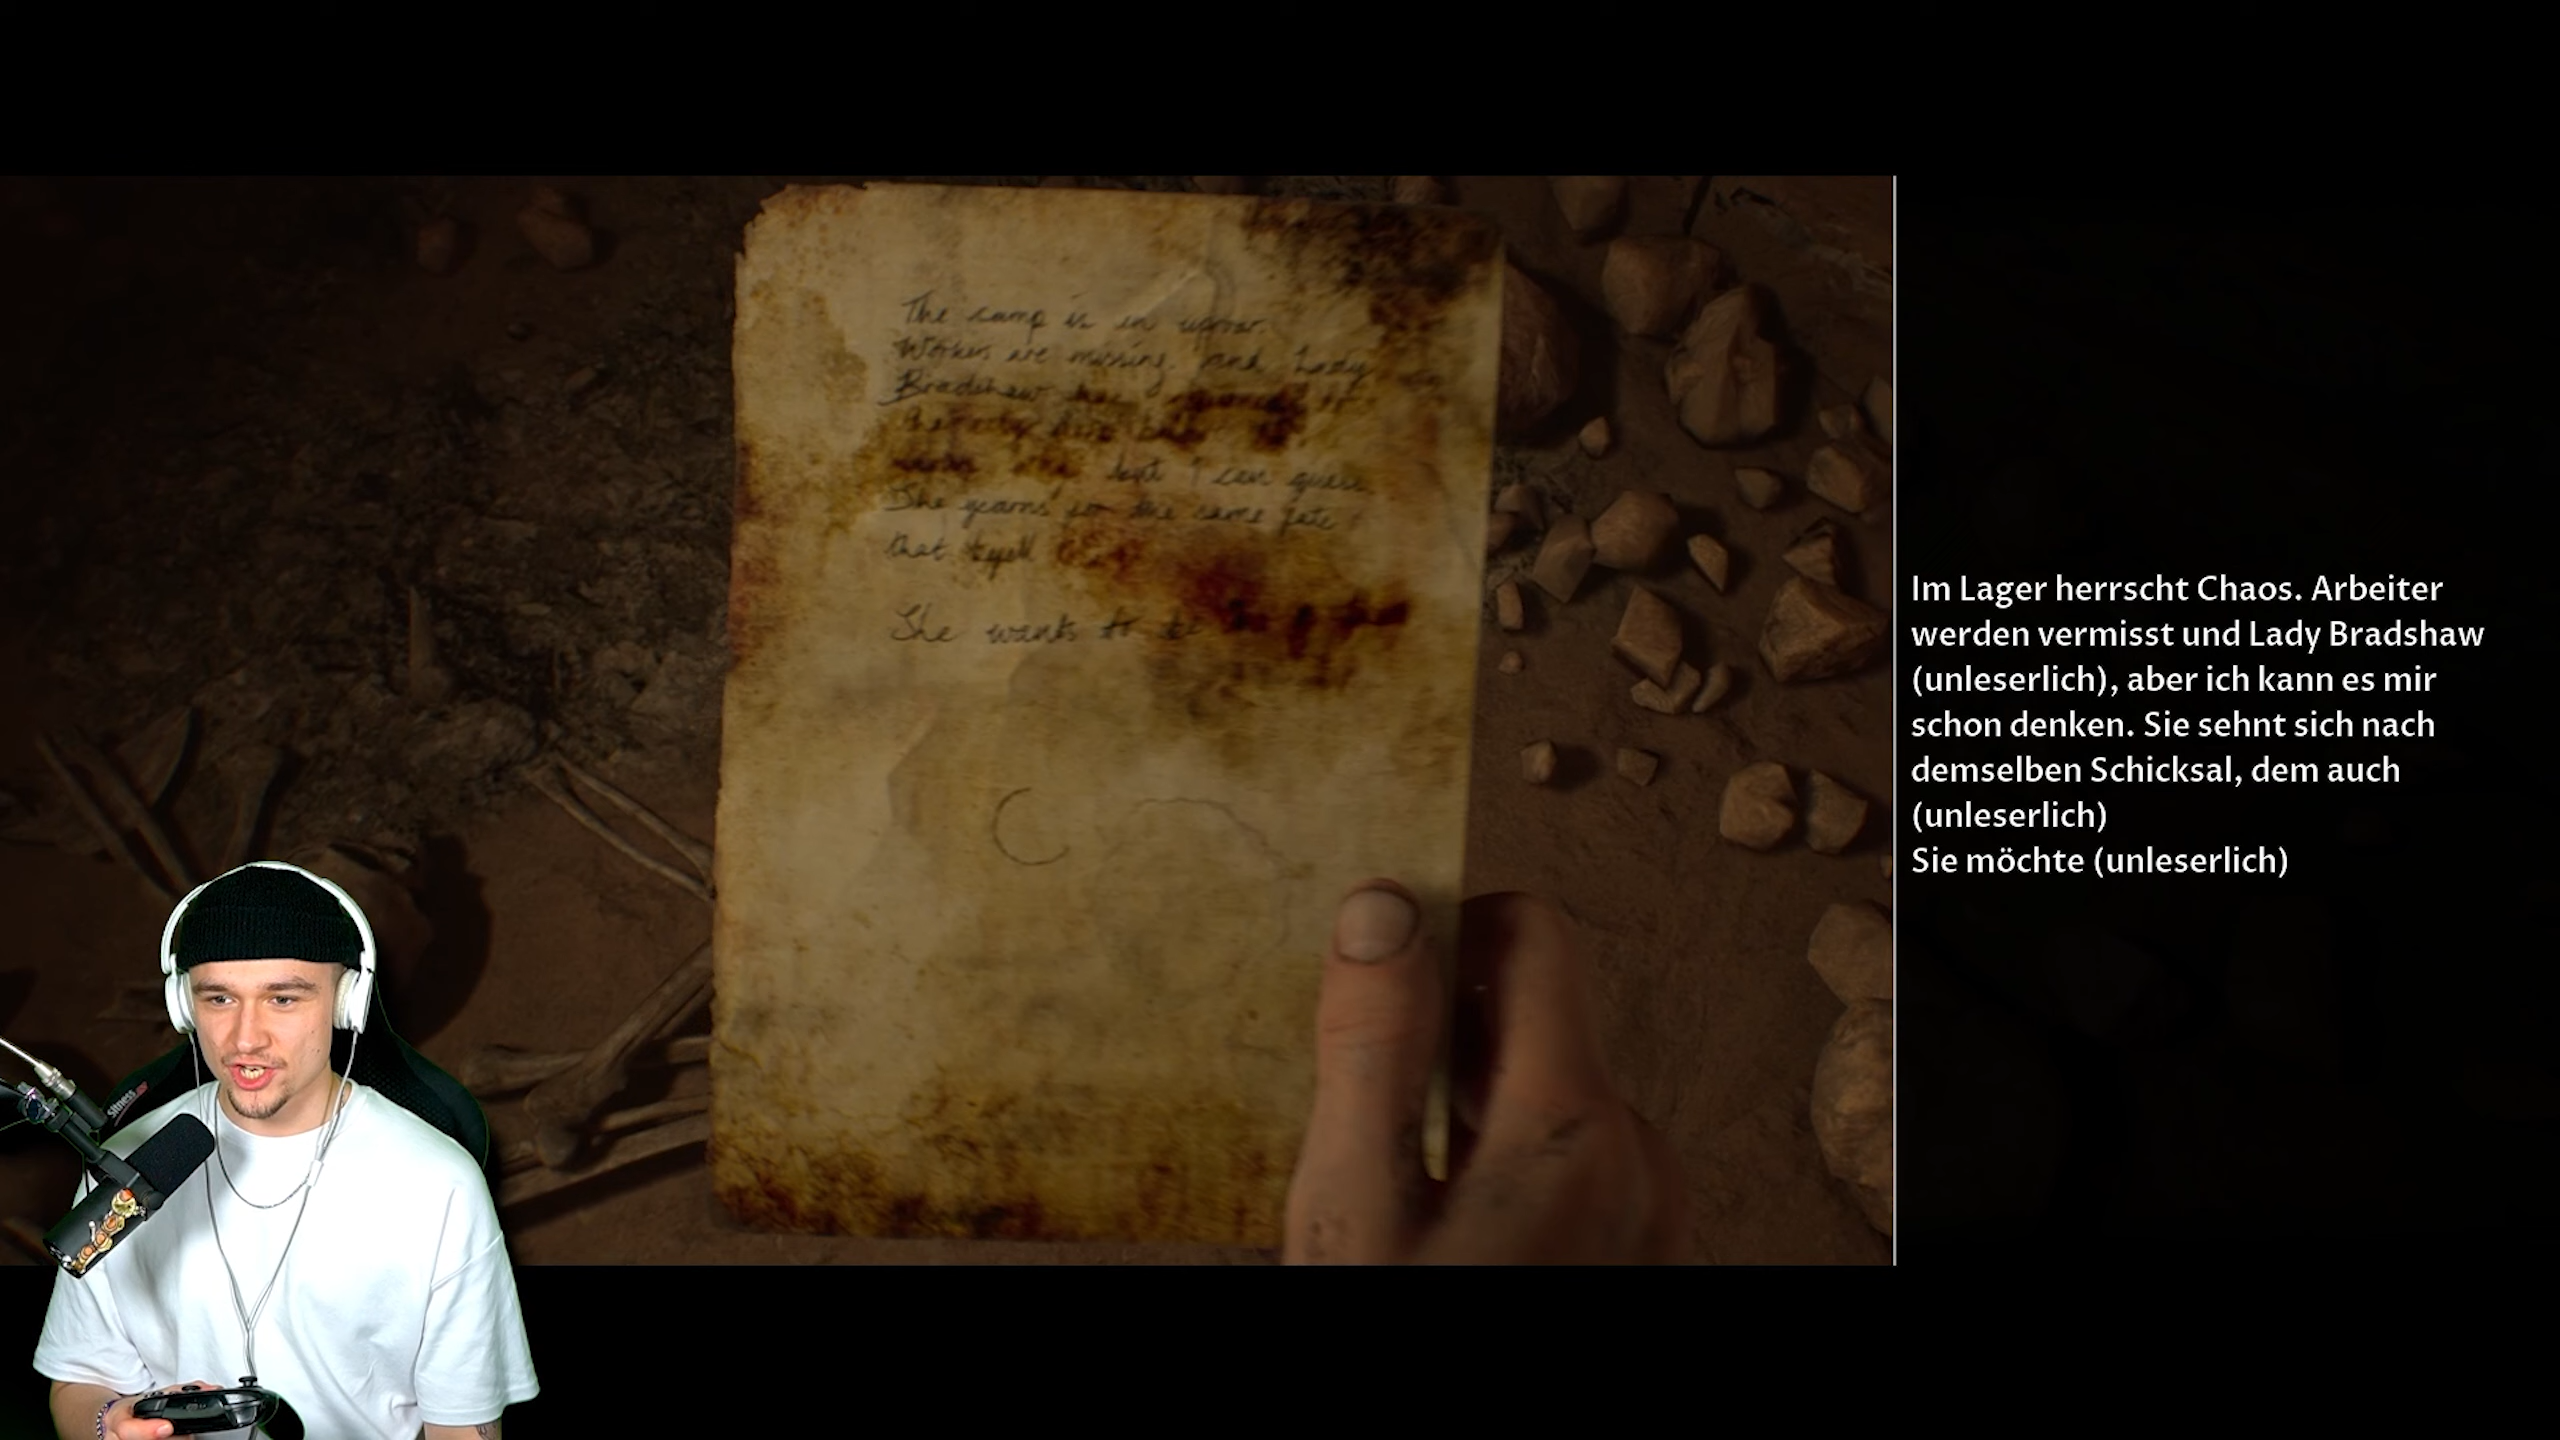 The camp is in uproar.
Workers are missing, and Lady
Bradshaw has
but I can guess
She yearns for the same fate
that
She wants to be
Im Lager herrscht Chaos. Arbeiter
werden vermisst und Lady Bradshaw
(unleserlich), aber ich kann es mir
schon denken. Sie sehnt sich nach
demselben Schicksal, dem auch
(unleserlich)
Sie möchte (unleserlich)